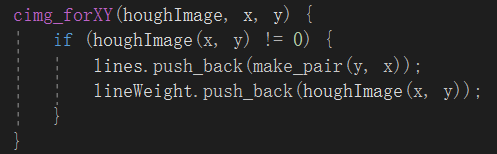 cimg_forXY(houghImage, x, y) {
    if (houghImage(x, y) != 0) {
        lines.push_back(make_pair(y, x));
        lineWeight.push_back(houghImage(x, y));
    }
}